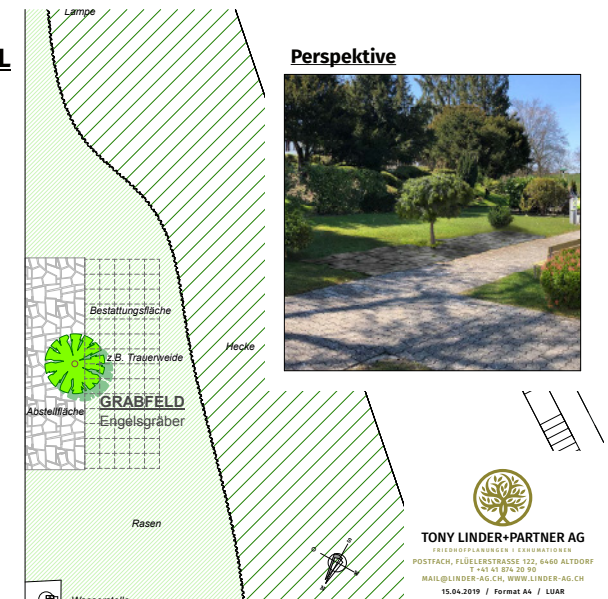 Lampe
L
Perspektive
Bestattungsfläche
z.B. Trauerweide
Hecke
Abstellfläche
GRABFELD
Engelsgräber
Rasen
TONY LINDER+PARTNER AG
FRIEDHOFPLANUNGEN I EXHUMATIONEN
POSTFACH, FLÜELERSTRASSE 122, 6460 ALTDORF
T +41 41 874 20 90
MAIL@LINDER-AG.CH, WWW.LINDER-AG.CH
15.04.2019 / Format A4 / LUAR